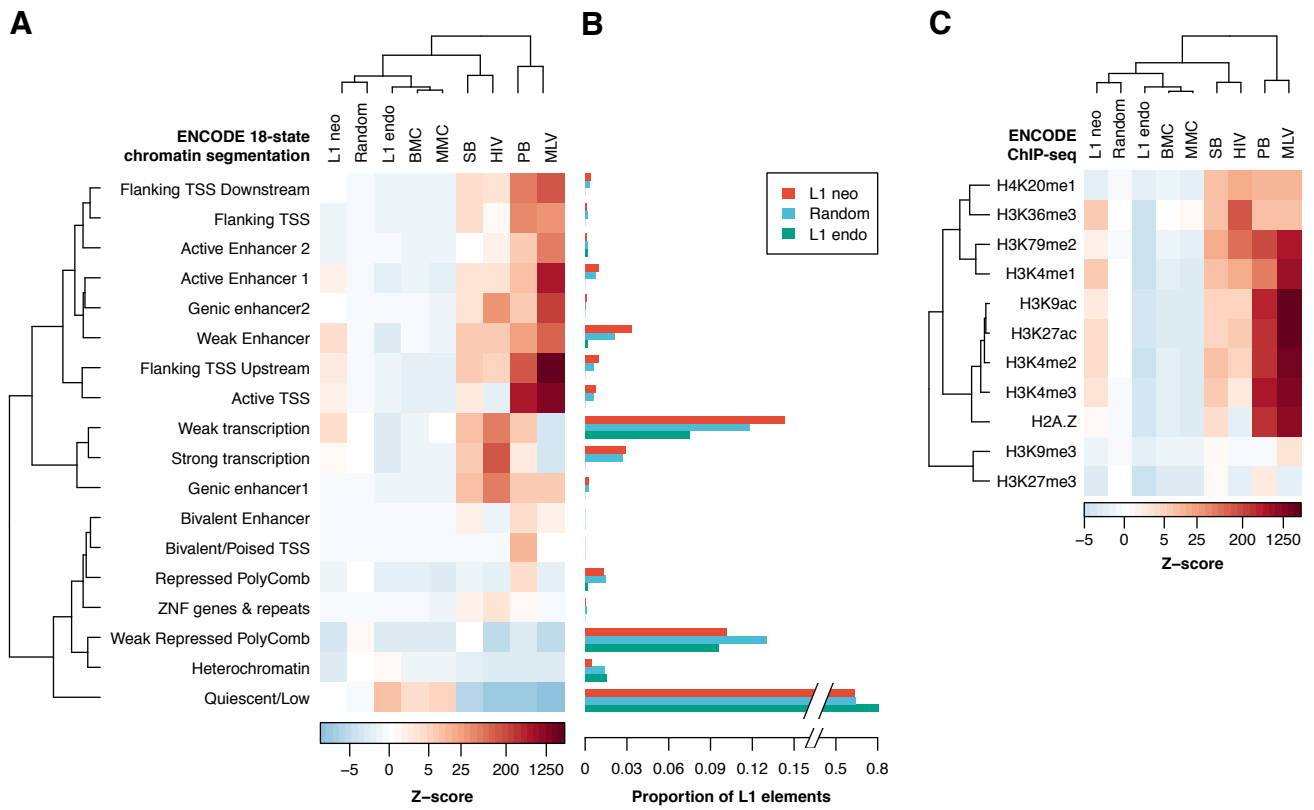 A
B
C
ENCODE 18-state
chromatin segmentation
L1 neo
Random
L1 endo
BMC
MMC
SB
HIV
PB
MLV
Flanking TSS Downstream
Flanking TSS
Active Enhancer 2
Active Enhancer 1
Genic enhancer2
Weak Enhancer
Flanking TSS Upstream
Active TSS
Weak transcription
Strong transcription
Genic enhancer1
Bivalent Enhancer
Bivalent/Poised TSS
Repressed PolyComb
ZNF genes & repeats
Weak Repressed PolyComb
Heterochromatin
Quiescent/Low
−5 0 5 25 200 1250
Z−score
L1 neo
Random
L1 endo
0 0.03 0.06 0.09 0.12 0.15 0.5 0.8
Proportion of L1 elements
ENCODE
ChIP-seq
L1 neo
Random
L1 endo
BMC
MMC
SB
HIV
PB
MLV
H4K20me1
H3K36me3
H3K79me2
H3K4me1
H3K9ac
H3K27ac
H3K4me2
H3K4me3
H2A.Z
H3K9me3
H3K27me3
−5 0 5 25 200 1250
Z−score